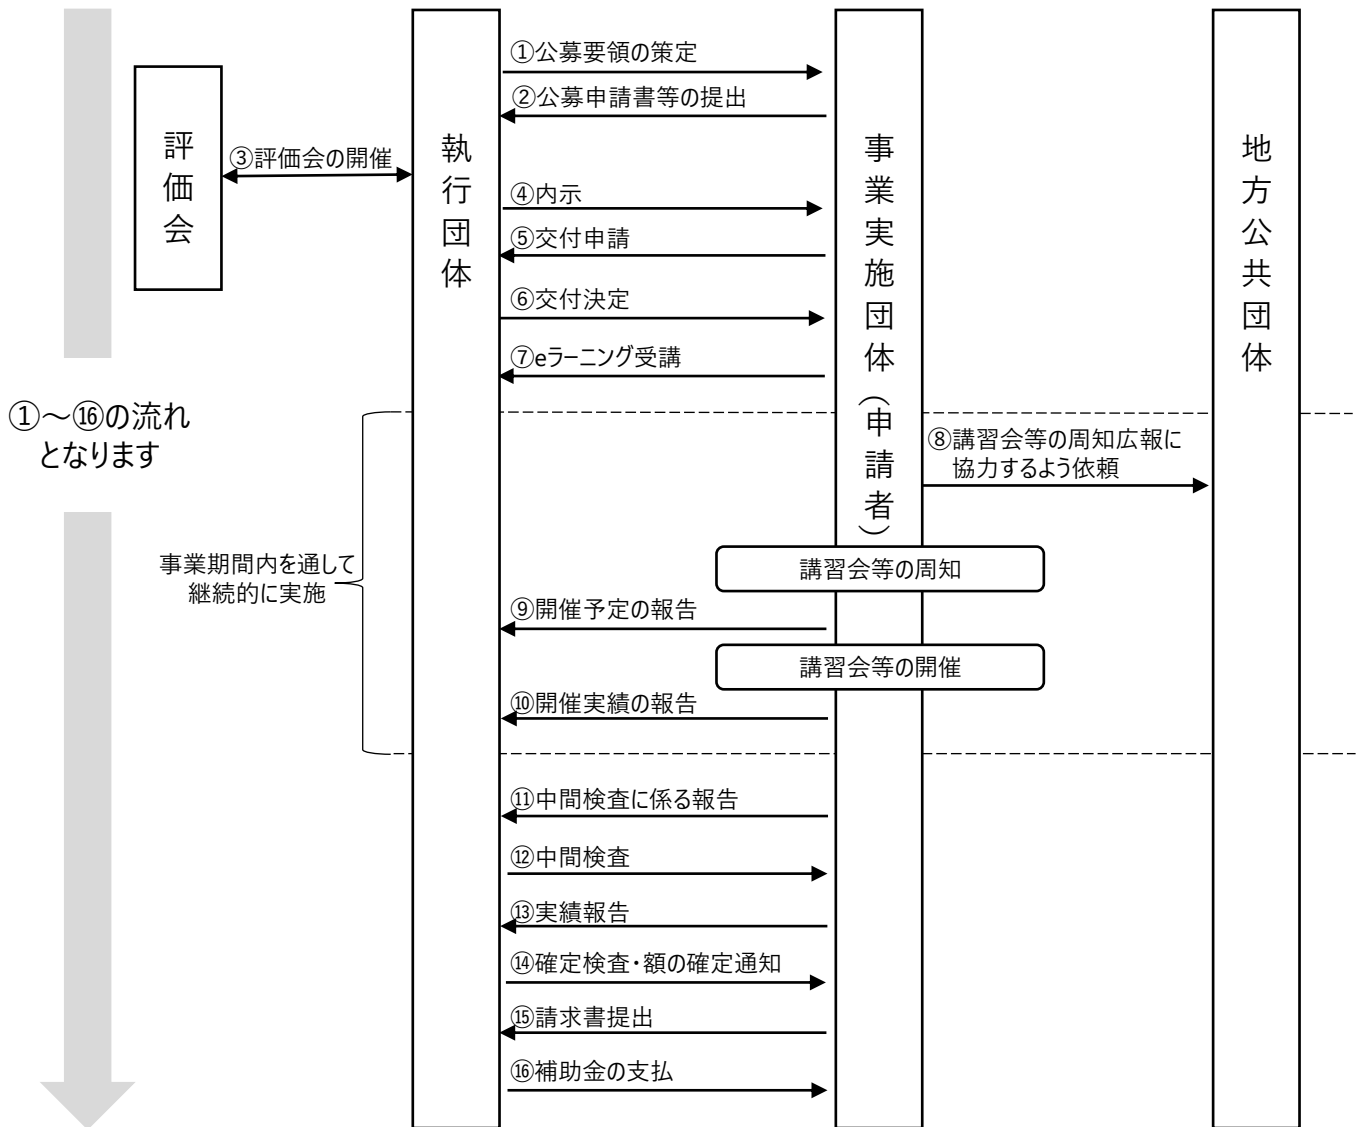 ①公募要領の策定
②公募申請書等の提出
評価会
③評価会の開催
執行団体
事業実施団体(申請者)
地方公共団体
④内示
⑤交付申請
⑥交付決定
⑦eラーニング受講
①～⑯の流れ
となります
⑧講習会等の周知広報に
協力するよう依頼
講習会等の周知
事業期間内を通して
継続的に実施
⑨開催予定の報告
講習会等の開催
⑩開催実績の報告
⑪中間検査に係る報告
⑫中間検査
⑬実績報告
⑭確定検査・額の確定通知
⑮請求書提出
⑯補助金の支払